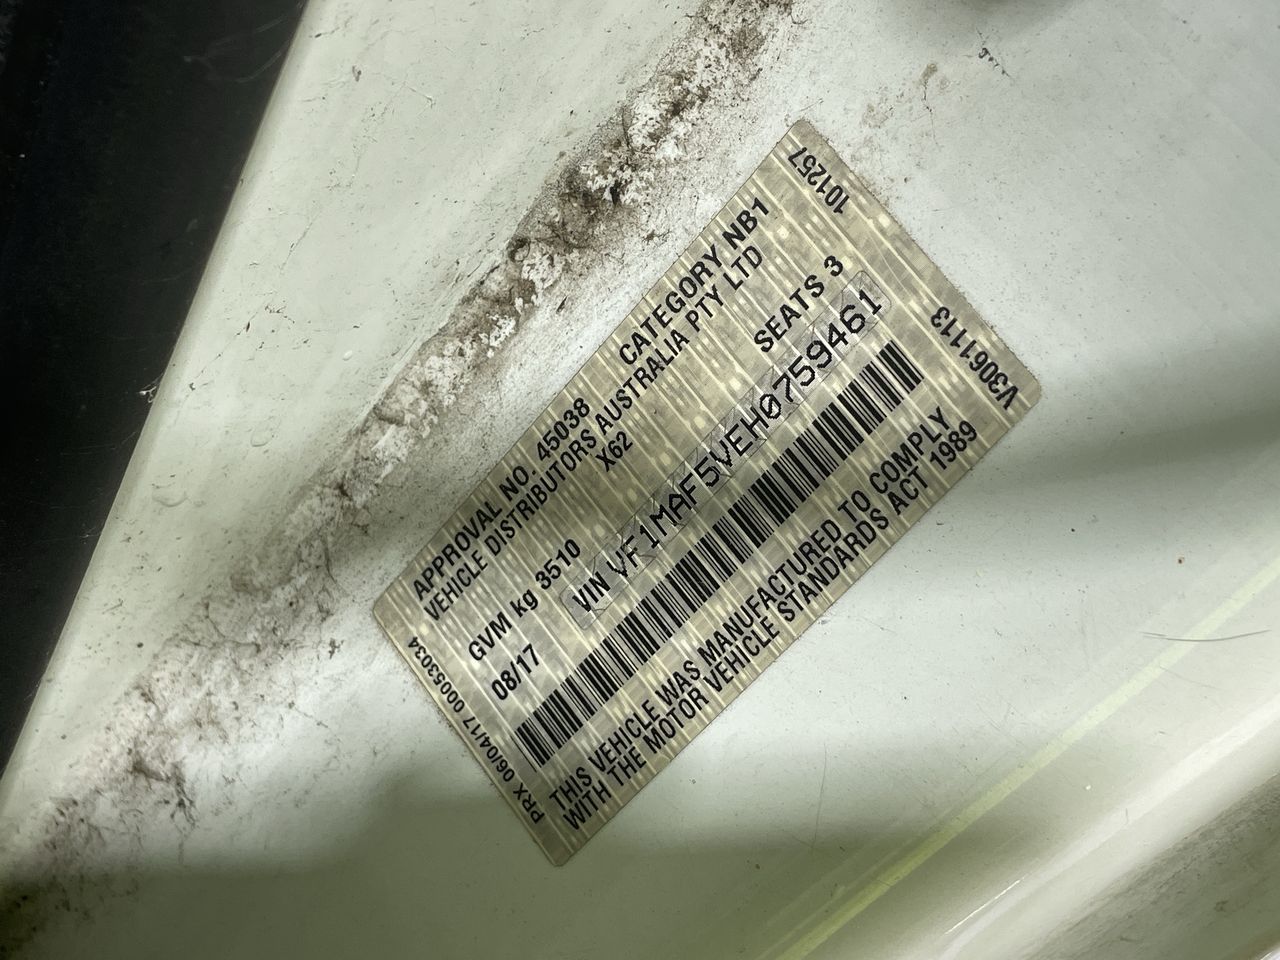 APPROVAL NO. 45038 CATEGORY NB1
VEHICLE DISTRIBUTORS AUSTRALIA PTY LTD
X62
GVM kg 3510 SEATS 3
08/17 VIN VF1MAF5VEH0759461
THIS VEHICLE WAS MANUFACTURED TO COMPLY
WITH THE MOTOR VEHICLE STANDARDS ACT 1989
PRX 06/04/17 00053034
101257
V3061113